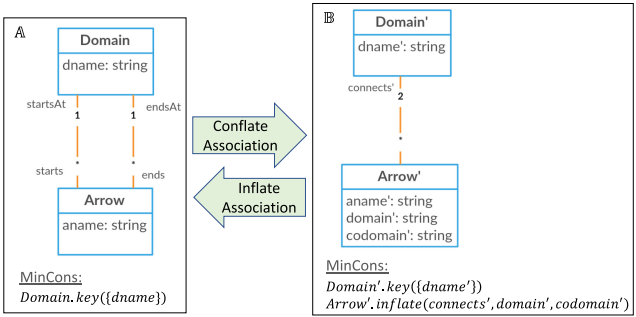 𝔸
Domain
dname: string
startsAt
endsAt
1
1
*
*
starts
ends
Arrow
aname: string
MinCons:
Domain.key({dname})
Conflate
Association
Inflate
Association
𝔹
Domain'
dname': string
connects'
2
*
Arrow'
aname': string
domain': string
codomain': string
MinCons:
Domain'.key({dname'})
Arrow'.inflate(connects', domain', codomain')